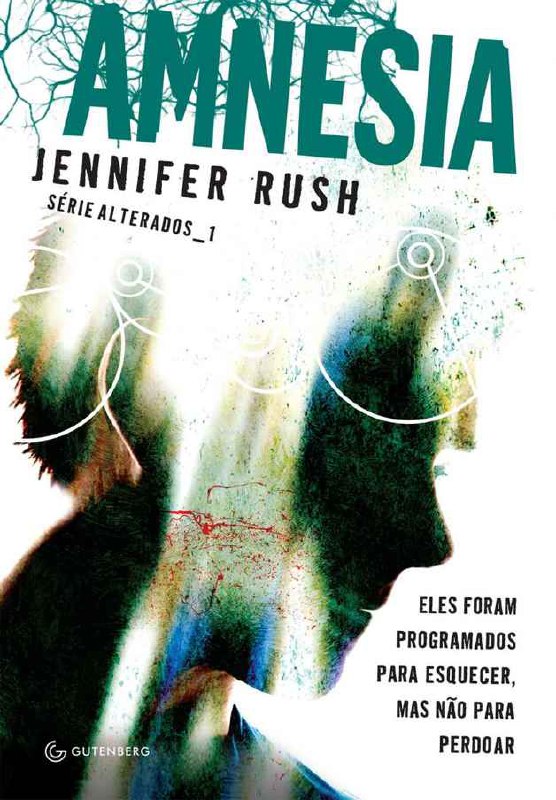 AMNÉSIA
JENNIFER RUSH
SÉRIE ALTERADOS_1
ELES FORAM
PROGRAMADOS
PARA ESQUECER,
MAS NÃO PARA
PERDOAR
GUTENBERG